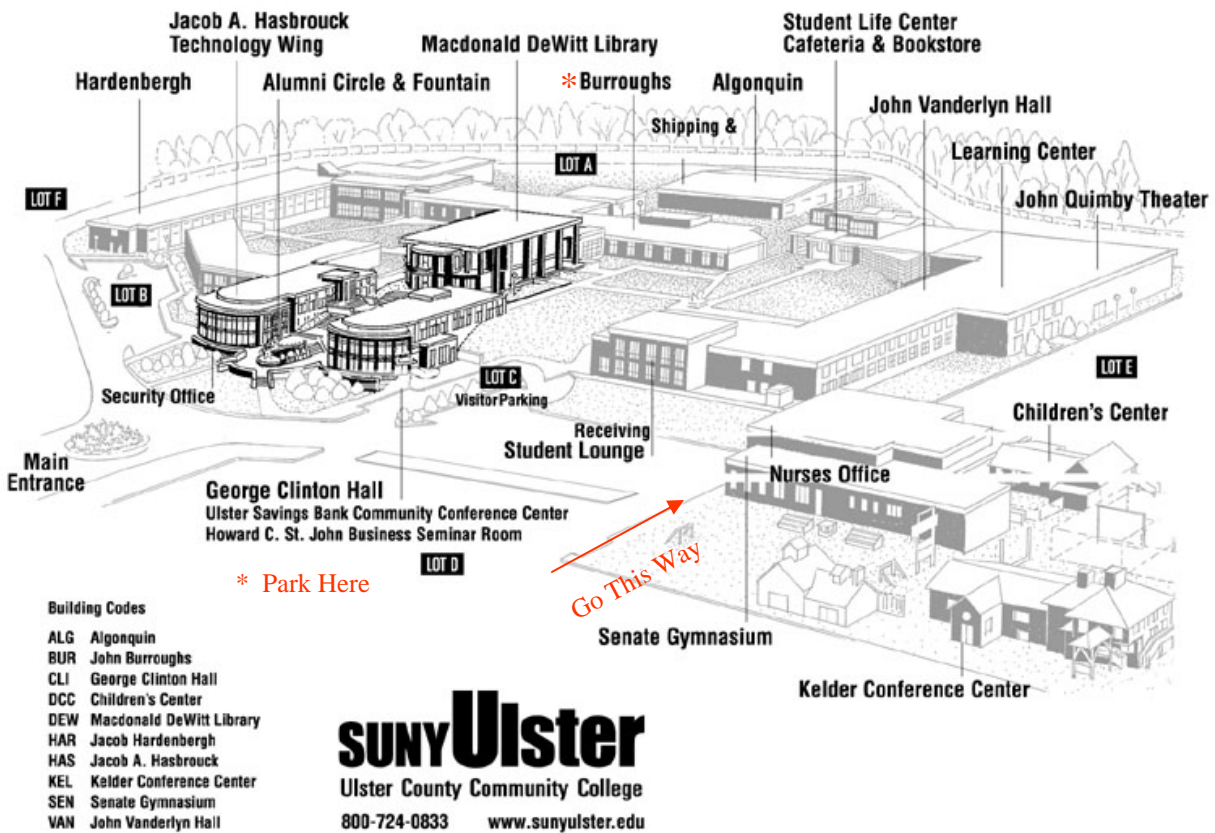 Jacob A. Hasbrouck
Technology Wing
Macdonald DeWitt Library
Student Life Center
Cafeteria & Bookstore
Hardenbergh
Alumni Circle & Fountain
* Burroughs
Algonquin
John Vanderlyn Hall
Shipping &
Learning Center
LOT A
LOT F
John Quimby Theater
LOT B
LOT C
Visitor Parking
LOT E
Security Office
Children's Center
Receiving
Student Lounge
Main
Entrance
Nurses Office
George Clinton Hall
Ulster Savings Bank Community Conference Center
Howard C. St. John Business Seminar Room
LOT D
Go This Way
* Park Here
Senate Gymnasium
Kelder Conference Center
Building Codes
ALG Algonquin
BUR John Burroughs
CLI George Clinton Hall
DCC Children's Center
DEW Macdonald DeWitt Library
HAR Jacob Hardenbergh
HAS Jacob A. Hasbrouck
KEL Kelder Conference Center
SEN Senate Gymnasium
VAN John Vanderlyn Hall
SUNY Ulster
Ulster County Community College
800-724-0833 www.sunyulster.edu